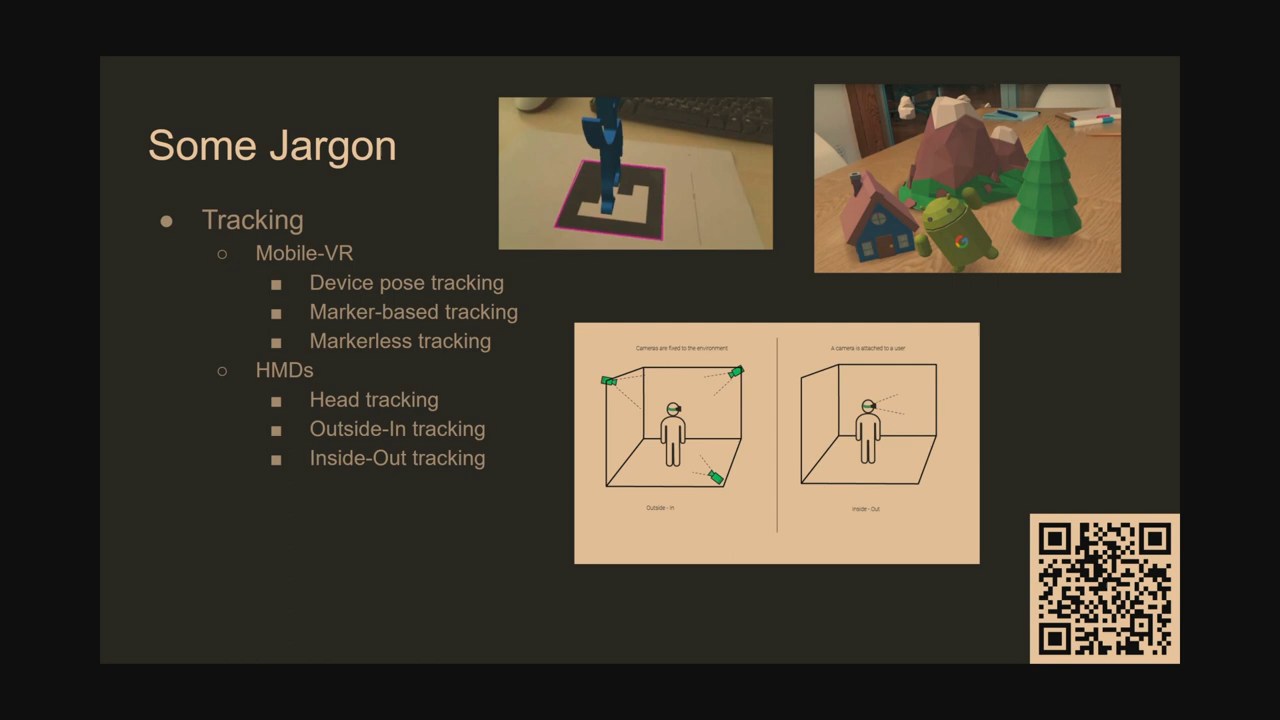 Some Jargon
Tracking
Mobile-VR
Device pose tracking
Marker-based tracking
Markerless tracking
HMDs
Head tracking
Outside-In tracking
Inside-Out tracking
Cameras are fixed to the environment
A camera is attached to a user
Outside - In
Inside - Out